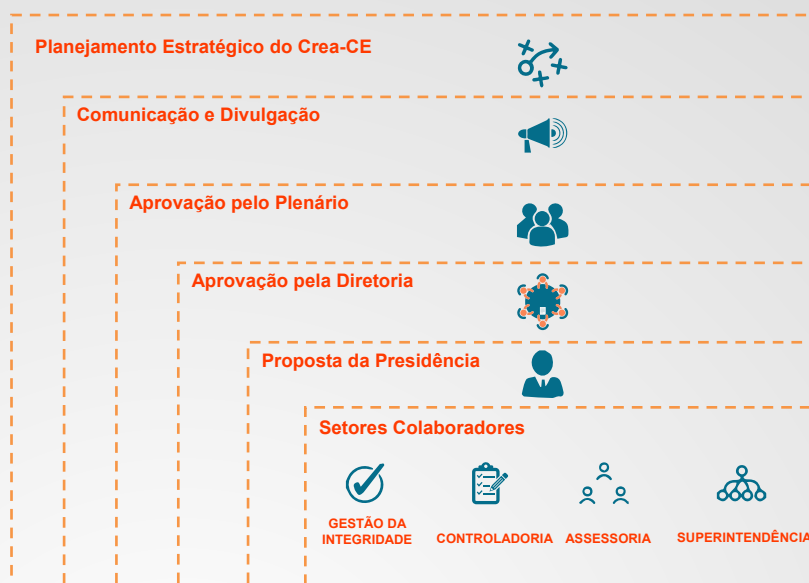 Planejamento Estratégico do Crea-CE
Comunicação e Divulgação
Aprovação pelo Plenário
Aprovação pela Diretoria
Proposta da Presidência
Setores Colaboradores
GESTÃO DA
INTEGRIDADE
CONTROLADORIA
ASSESSORIA
SUPERINTENDÊNCIA